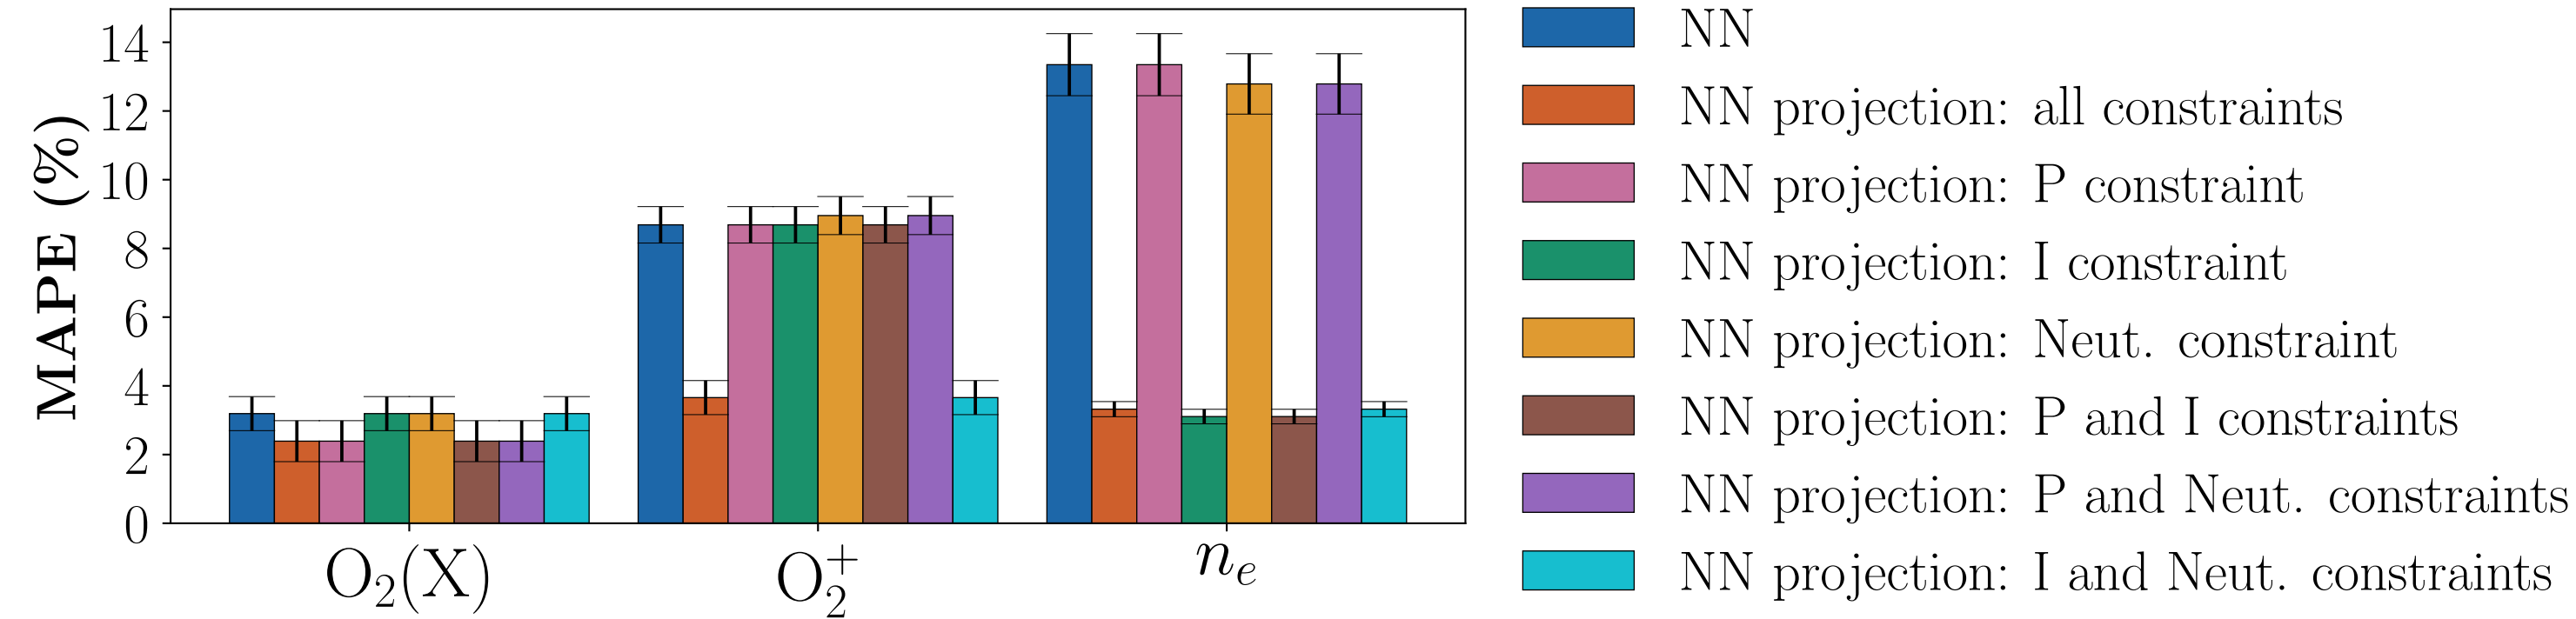 MAPE (%)
14
12
10
8
6
4
2
0
O₂(X)
O₂⁺
nₑ
NN
NN projection: all constraints
NN projection: P constraint
NN projection: I constraint
NN projection: Neut. constraint
NN projection: P and I constraints
NN projection: P and Neut. constraints
NN projection: I and Neut. constraints